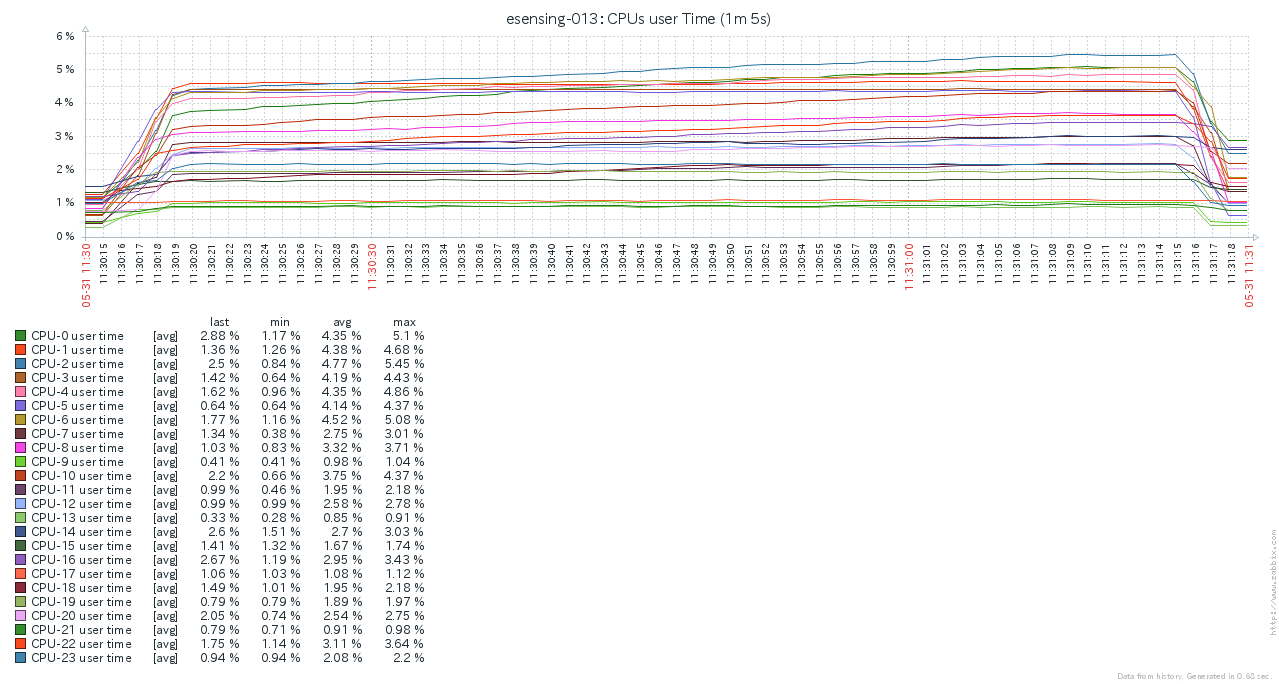 esensing-013: CPUs user Time (1m 5s)
6 %
5 %
4 %
3 %
2 %
1 %
0 %
05-31 11:30
11:30:15
11:30:16
11:30:17
11:30:18
11:30:19
11:30:20
11:30:21
11:30:22
11:30:23
11:30:24
11:30:25
11:30:26
11:30:27
11:30:28
11:30:29
11:30:30
11:30:31
11:30:32
11:30:33
11:30:34
11:30:35
11:30:36
11:30:37
11:30:38
11:30:39
11:30:40
11:30:41
11:30:42
11:30:43
11:30:44
11:30:45
11:30:46
11:30:47
11:30:48
11:30:49
11:30:50
11:30:51
11:30:52
11:30:53
11:30:54
11:30:55
11:30:56
11:30:57
11:30:58
11:30:59
11:31:00
11:31:01
11:31:02
11:31:03
11:31:04
11:31:05
11:31:06
11:31:07
11:31:08
11:31:09
11:31:10
11:31:11
11:31:12
11:31:13
11:31:14
11:31:15
11:31:16
11:31:17
11:31:18
05-31 11:31
last min avg max
CPU-0 user time [avg] 2.88 % 1.17 % 4.35 % 5.1 %
CPU-1 user time [avg] 1.36 % 1.26 % 4.38 % 4.68 %
CPU-2 user time [avg] 2.5 % 0.84 % 4.77 % 5.45 %
CPU-3 user time [avg] 1.42 % 0.64 % 4.19 % 4.43 %
CPU-4 user time [avg] 1.62 % 0.96 % 4.35 % 4.86 %
CPU-5 user time [avg] 0.64 % 0.64 % 4.14 % 4.37 %
CPU-6 user time [avg] 1.77 % 1.16 % 4.52 % 5.08 %
CPU-7 user time [avg] 1.34 % 0.38 % 2.75 % 3.01 %
CPU-8 user time [avg] 1.03 % 0.83 % 3.32 % 3.71 %
CPU-9 user time [avg] 0.41 % 0.41 % 0.98 % 1.04 %
CPU-10 user time [avg] 2.2 % 0.66 % 3.75 % 4.37 %
CPU-11 user time [avg] 0.99 % 0.46 % 1.95 % 2.18 %
CPU-12 user time [avg] 0.99 % 0.99 % 2.58 % 2.78 %
CPU-13 user time [avg] 0.33 % 0.28 % 0.85 % 0.91 %
CPU-14 user time [avg] 2.6 % 1.51 % 2.7 % 3.03 %
CPU-15 user time [avg] 1.41 % 1.32 % 1.67 % 1.74 %
CPU-16 user time [avg] 2.67 % 1.19 % 2.95 % 3.43 %
CPU-17 user time [avg] 1.06 % 1.03 % 1.08 % 1.12 %
CPU-18 user time [avg] 1.49 % 1.01 % 1.95 % 2.18 %
CPU-19 user time [avg] 0.79 % 0.79 % 1.89 % 1.97 %
CPU-20 user time [avg] 2.05 % 0.74 % 2.54 % 2.75 %
CPU-21 user time [avg] 0.79 % 0.71 % 0.91 % 0.98 %
CPU-22 user time [avg] 1.75 % 1.14 % 3.11 % 3.64 %
CPU-23 user time [avg] 0.94 % 0.94 % 2.08 % 2.2 %
http://www.zabbix.com
Data from history. Generated in 0.68 sec.